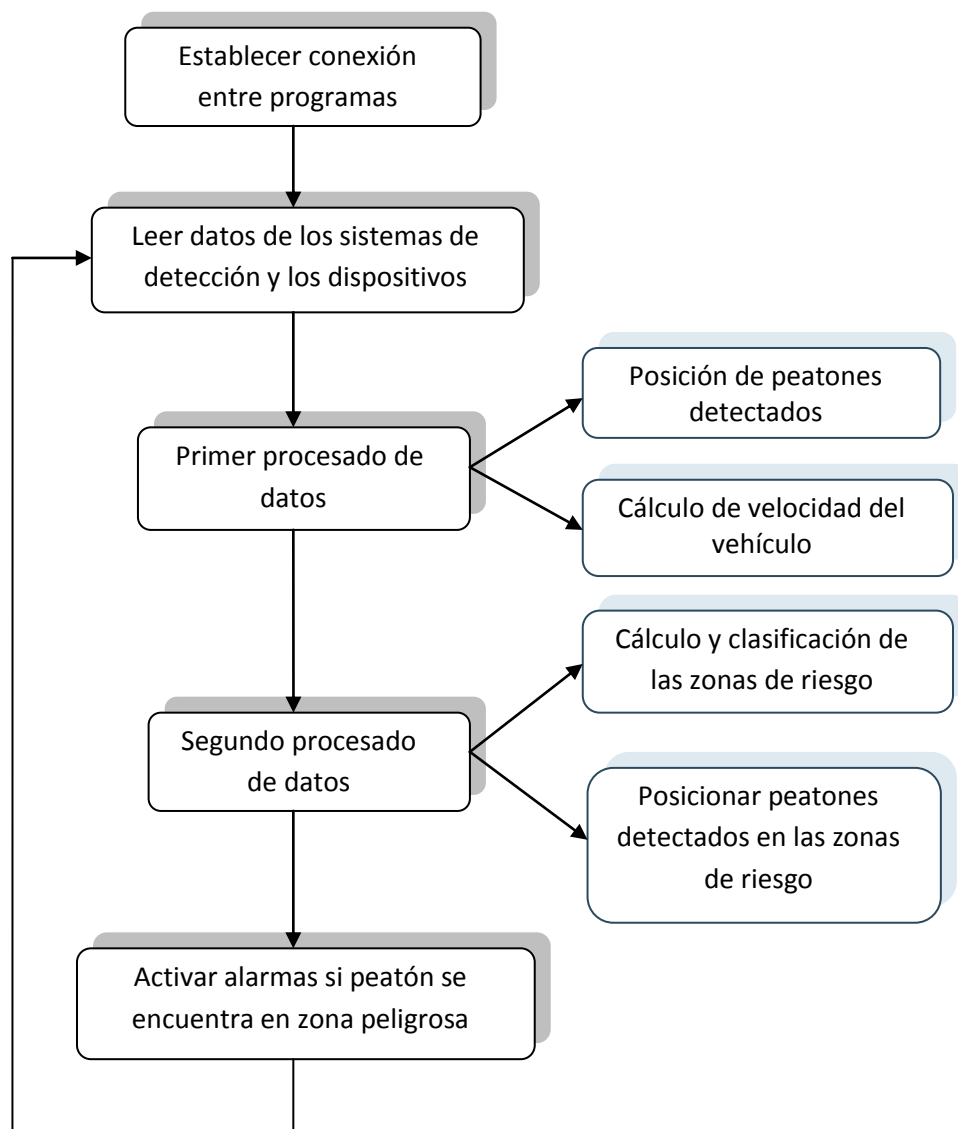 Establecer conexión
entre programas
Leer datos de los sistemas de
detección y los dispositivos
Primer procesado de
datos
Posición de peatones
detectados
Cálculo de velocidad del
vehículo
Segundo procesado
de datos
Cálculo y clasificación de
las zonas de riesgo
Posicionar peatones
detectados en las zonas
de riesgo
Activar alarmas si peatón se
encuentra en zona peligrosa